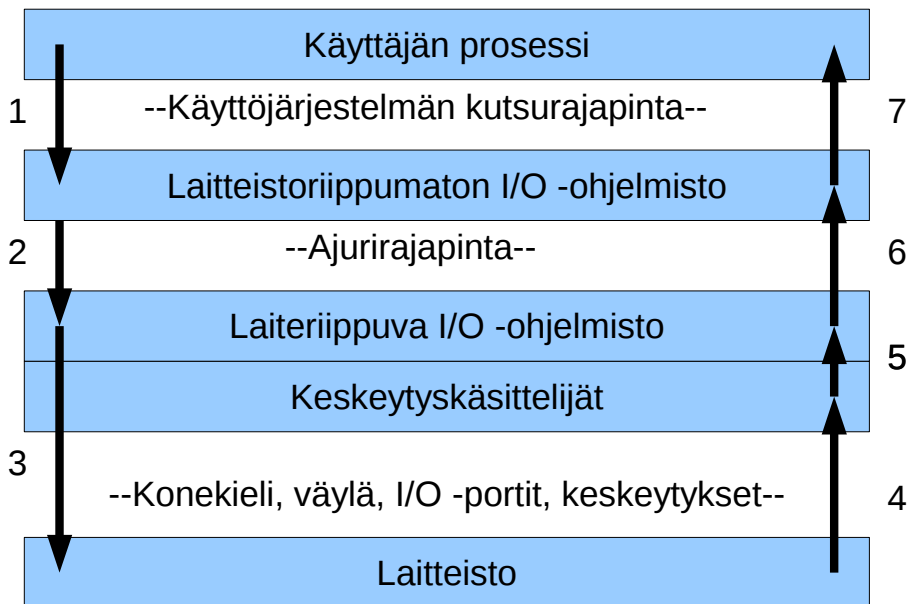 Käyttäjän prosessi
1 --Käyttöjärjestelmän kutsurajapinta-- 7
Laitteistoriippumaton I/O -ohjelmisto
2 --Ajurirajapinta-- 6
Laiteriippuva I/O -ohjelmisto
5
Keskeytyskäsittelijät
3
--Konekieli, väylä, I/O -portit, keskeytykset-- 4
Laitteisto